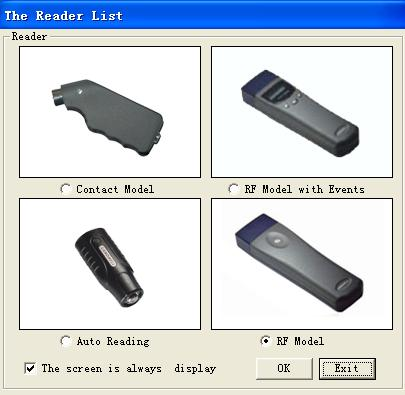 The Reader List
Reader
Contact Model
RF Model with Events
Auto Reading
RF Model
The screen is always display
OK
Exit